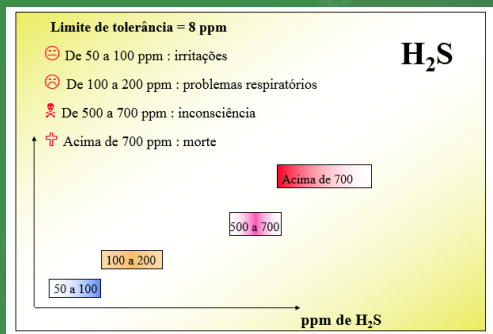 Limite de tolerância = 8 ppm
H₂S
De 50 a 100 ppm : irritações
De 100 a 200 ppm : problemas respiratórios
De 500 a 700 ppm : inconsciência
Acima de 700 ppm : morte
Acima de 700
500 a 700
100 a 200
50 a 100
ppm de H₂S